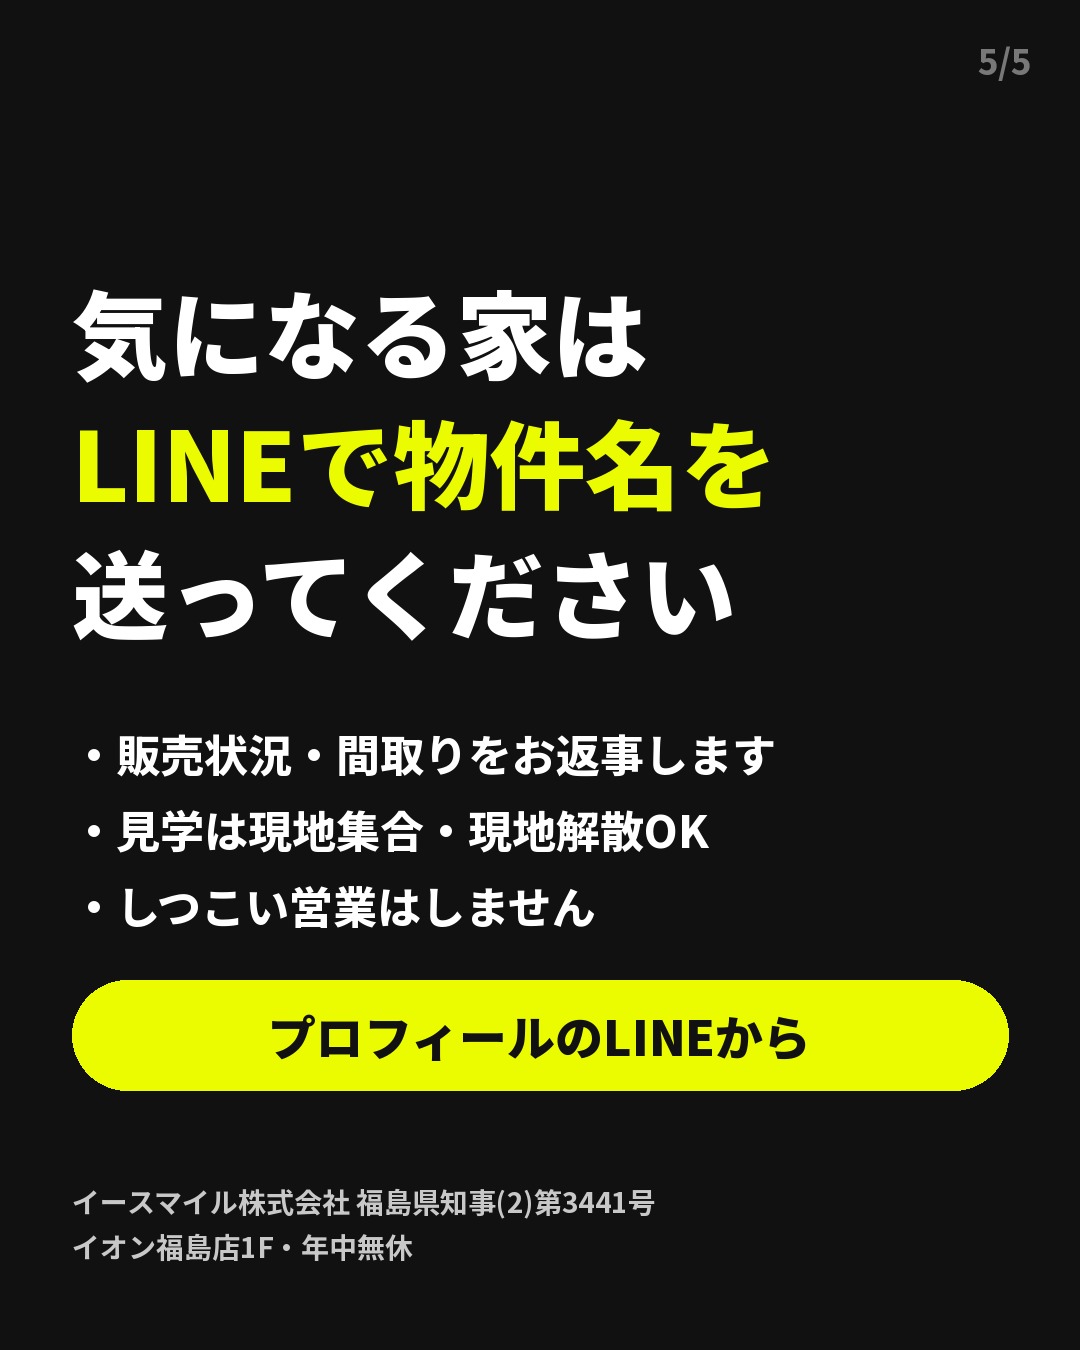 5/5
気になる家は
LINEで物件名を
送ってください
・販売状況・間取りをお返事します
・見学は現地集合・現地解散OK
・しつこい営業はしません
プロフィールのLINEから
イースマイル株式会社 福島県知事(2)第3441号
イオン福島店1F・年中無休